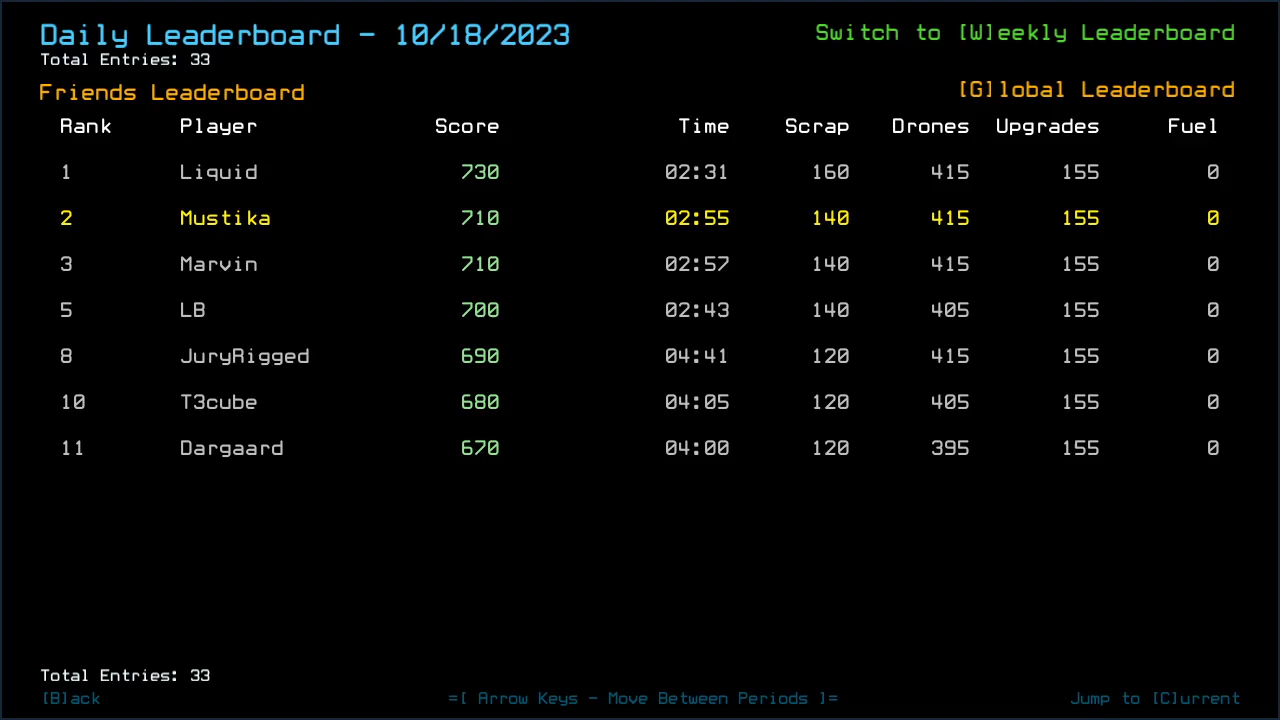 Daily Leaderboard - 10/18/2023 Switch to [W]eekly Leaderboard
Total Entries: 33
Friends Leaderboard [G]lobal Leaderboard
Rank Player Score Time Scrap Drones Upgrades Fuel
1 Liquid 730 02:31 160 415 155 0
2 Mustika 710 02:55 140 415 155 0
3 Marvin 710 02:57 140 415 155 0
5 LB 700 02:43 140 405 155 0
8 JuryRigged 690 04:41 120 415 155 0
10 T3cube 680 04:05 120 405 155 0
11 Dargaard 670 04:00 120 395 155 0
Total Entries: 33
[B]ack =[ Arrow Keys - Move Between Periods ]= Jump to [C]urrent